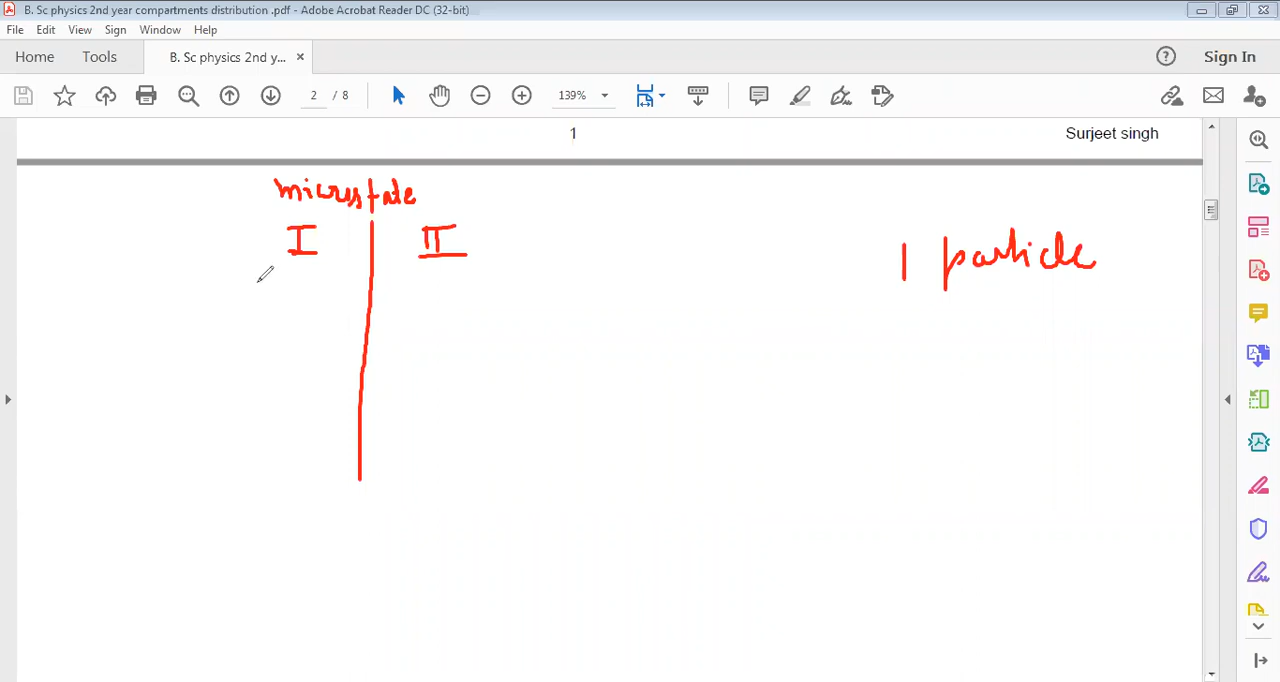 B. Sc physics 2nd year compartments distribution .pdf - Adobe Acrobat Reader DC (32-bit)
File Edit View Sign Window Help
Home Tools B. Sc physics 2nd y... × Sign In
2 / 8 139%
1 Surjeet singh
microstate
I II
1 particle